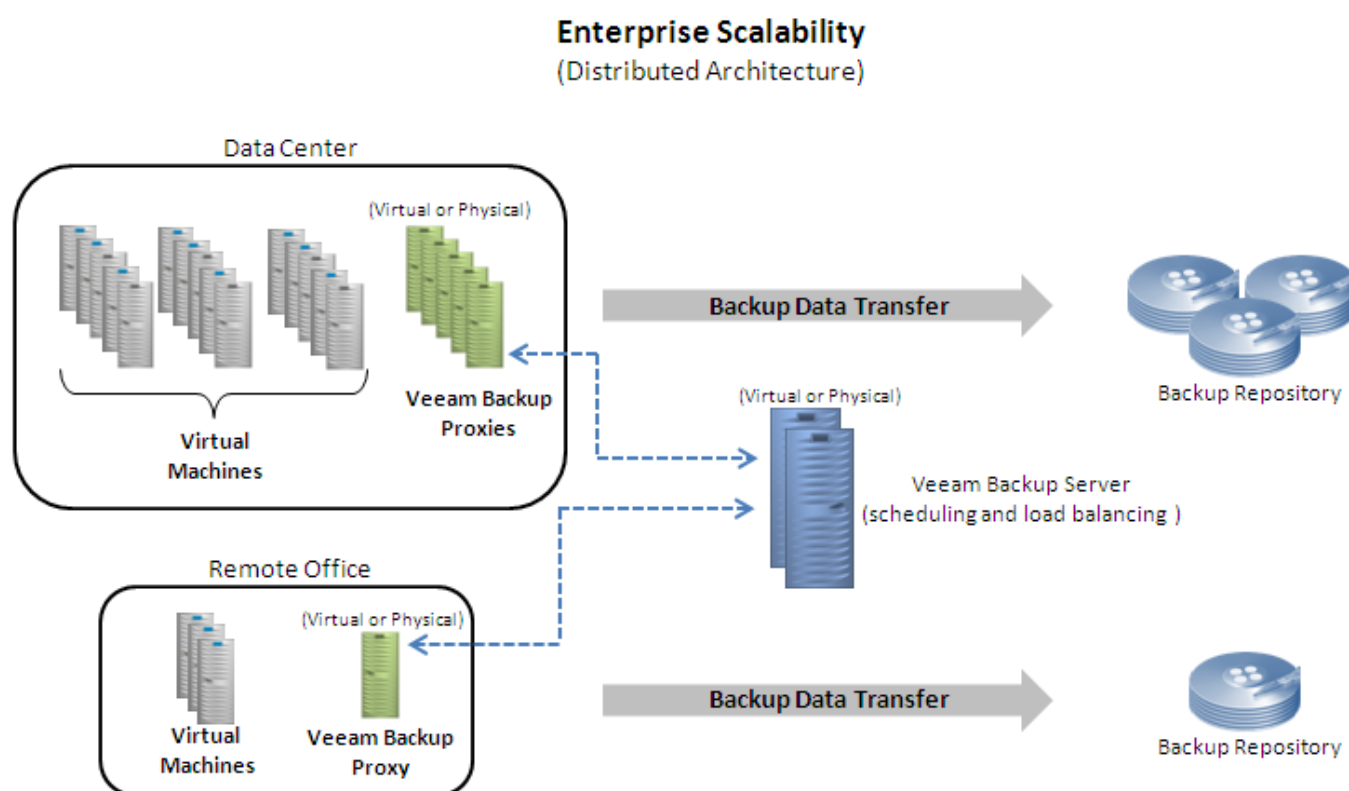 Enterprise Scalability
(Distributed Architecture)
Data Center
(Virtual or Physical)
Virtual
Machines
Veeam Backup
Proxies
Backup Data Transfer
Backup Repository
(Virtual or Physical)
Veeam Backup Server
(scheduling and load balancing )
Remote Office
(Virtual or Physical)
Virtual
Machines
Veeam Backup
Proxy
Backup Data Transfer
Backup Repository